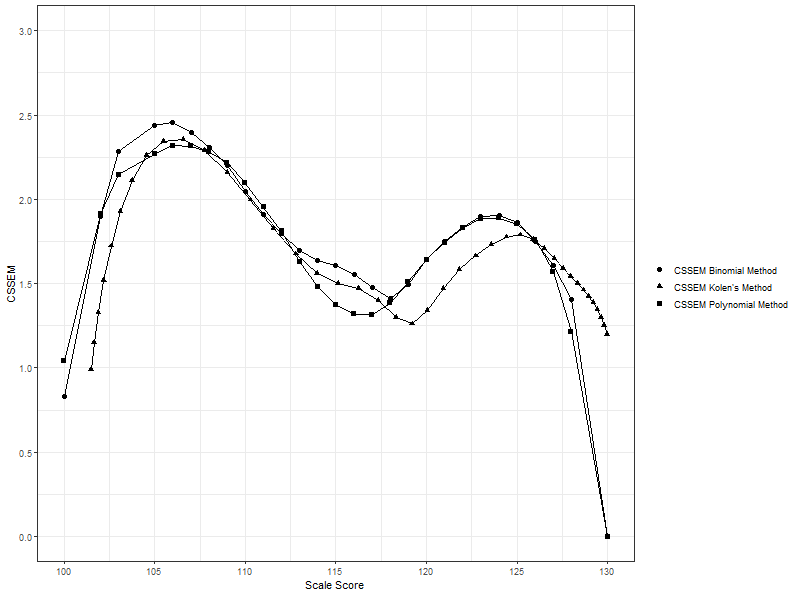 3.0
2.5
2.0
1.5
1.0
0.5
0.0
CSSEM
100 105 110 115 120 125 130
Scale Score
CSSEM Binomial Method
CSSEM Kolen's Method
CSSEM Polynomial Method